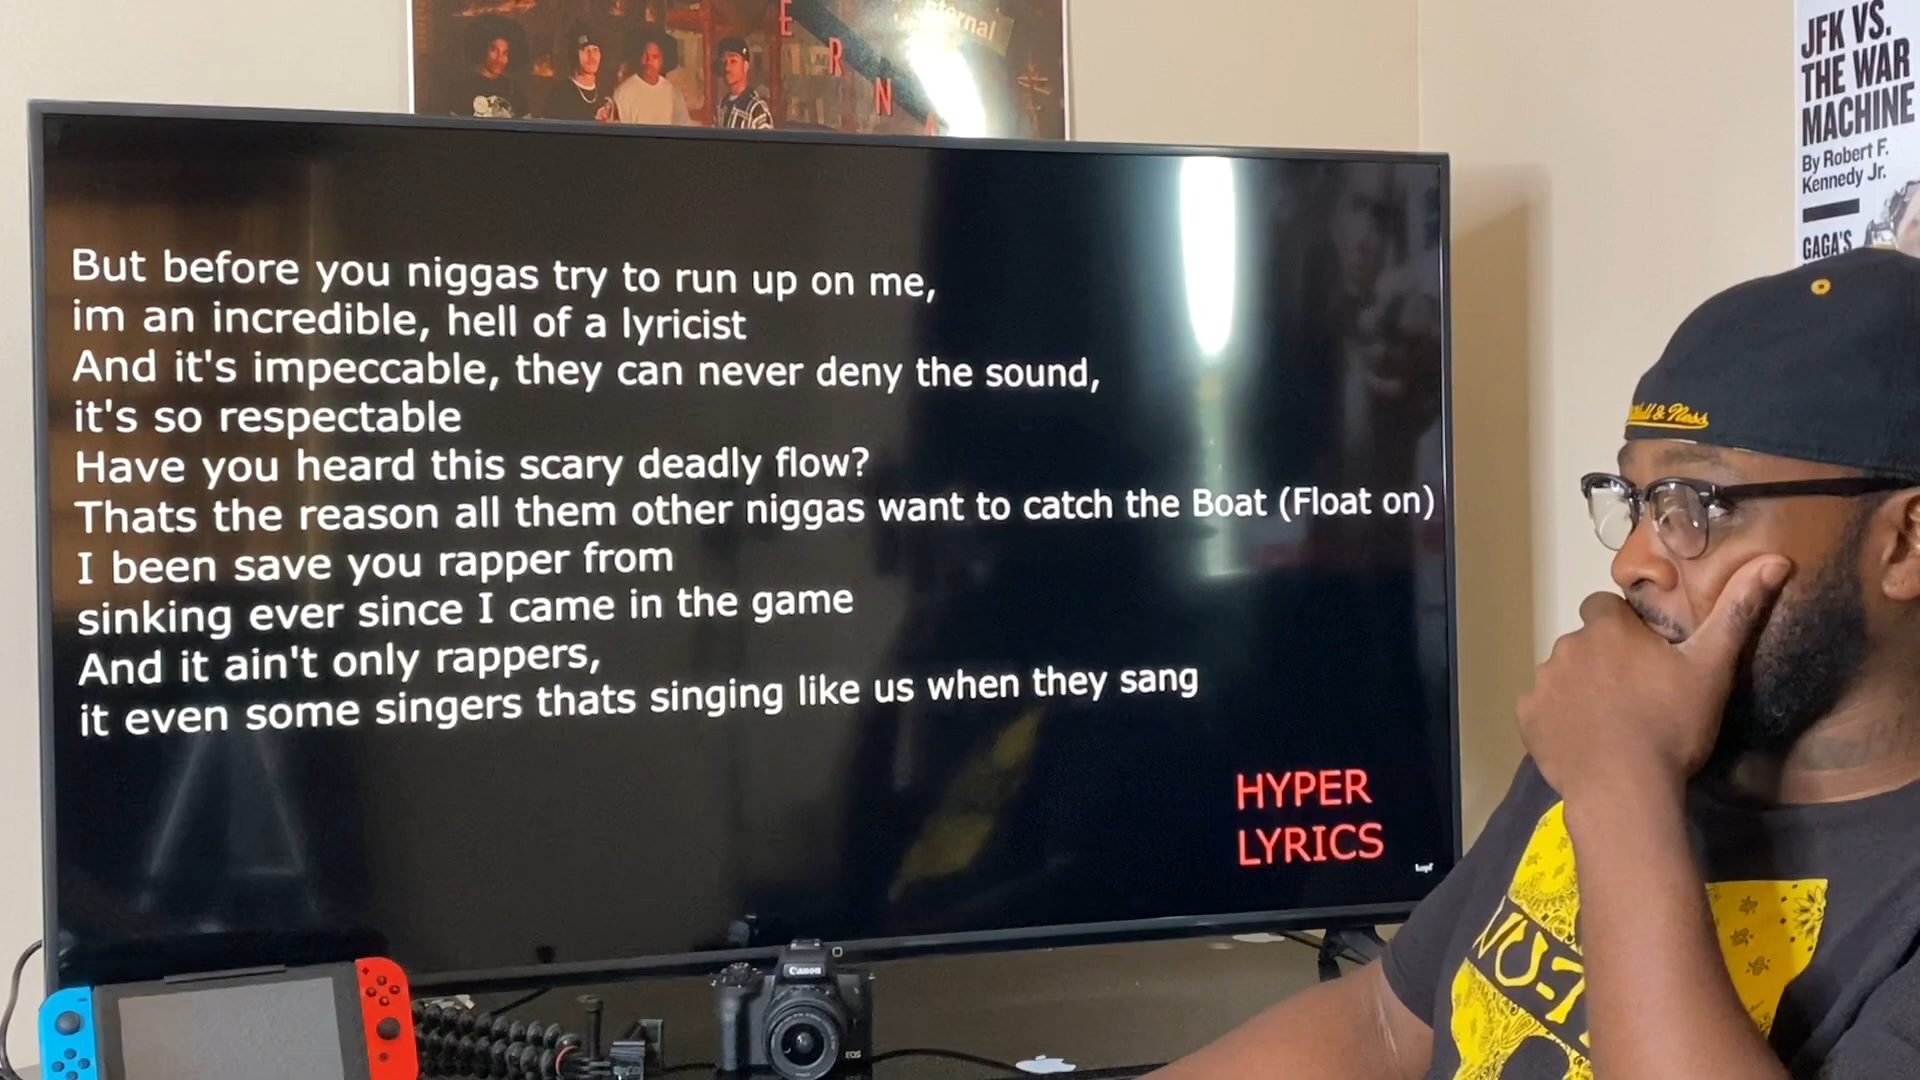 ernal
E
R
N
JFK VS.
THE WAR
MACHINE
By Robert F.
Kennedy Jr.
GAGA'S
But before you niggas try to run up on me,
im an incredible, hell of a lyricist
And it's impeccable, they can never deny the sound,
it's so respectable
Have you heard this scary deadly flow?
Thats the reason all them other niggas want to catch the Boat (Float on)
I been save you rapper from
sinking ever since I came in the game
And it ain't only rappers,
it even some singers thats singing like us when they sang
HYPER
LYRICS
& Ness
Canon
EOS